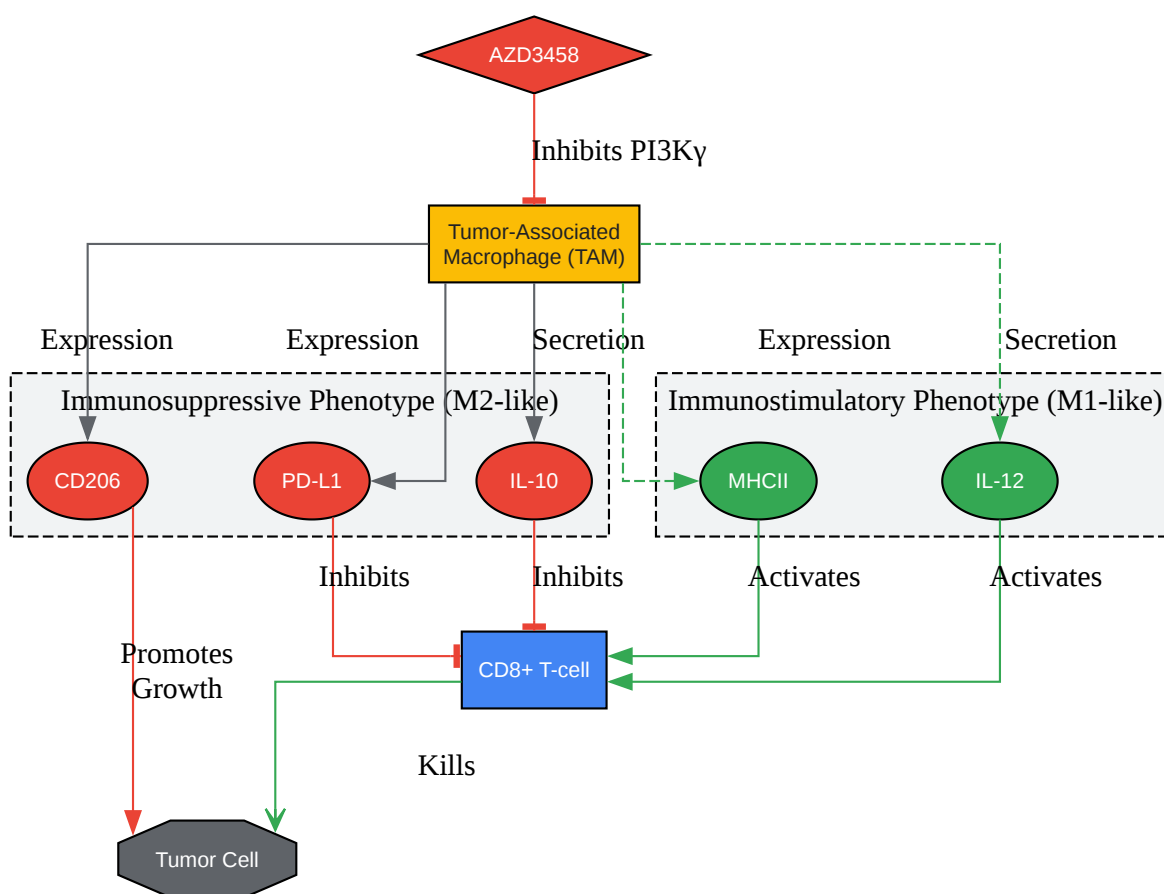 AZD3458
Inhibits PI3Kγ
Tumor-Associated
Macrophage (TAM)
Expression
Expression
Secretion
Expression
Secretion
Immunosuppressive Phenotype (M2-like)
Immunostimulatory Phenotype (M1-like)
CD206
PD-L1
IL-10
MHCII
IL-12
Inhibits
Inhibits
Activates
Activates
Promotes
Growth
CD8+ T-cell
Kills
Tumor Cell